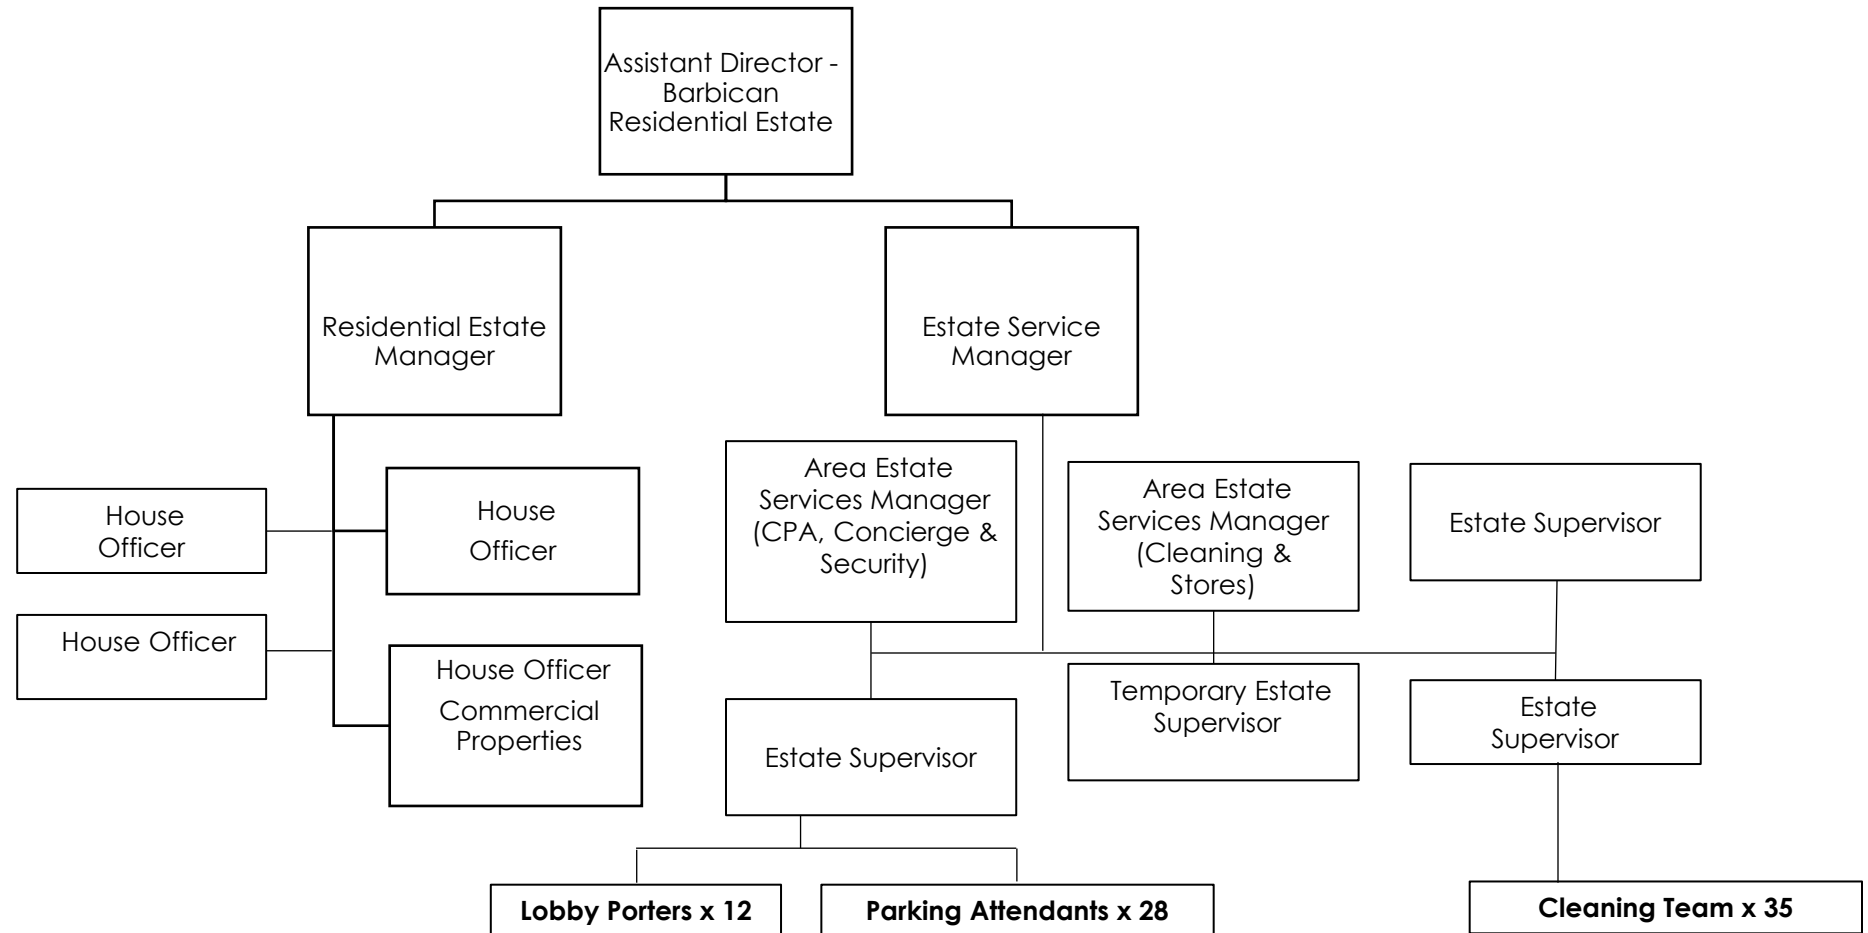 Assistant Director -
Barbican
Residential Estate
Residential Estate
Manager
Estate Service
Manager
House
Officer
House
Officer
House Officer
House Officer
Commercial
Properties
Area Estate
Services Manager
(CPA, Concierge &
Security)
Area Estate
Services Manager
(Cleaning &
Stores)
Estate Supervisor
Estate Supervisor
Temporary Estate
Supervisor
Estate
Supervisor
Lobby Porters x 12
Parking Attendants x 28
Cleaning Team x 35